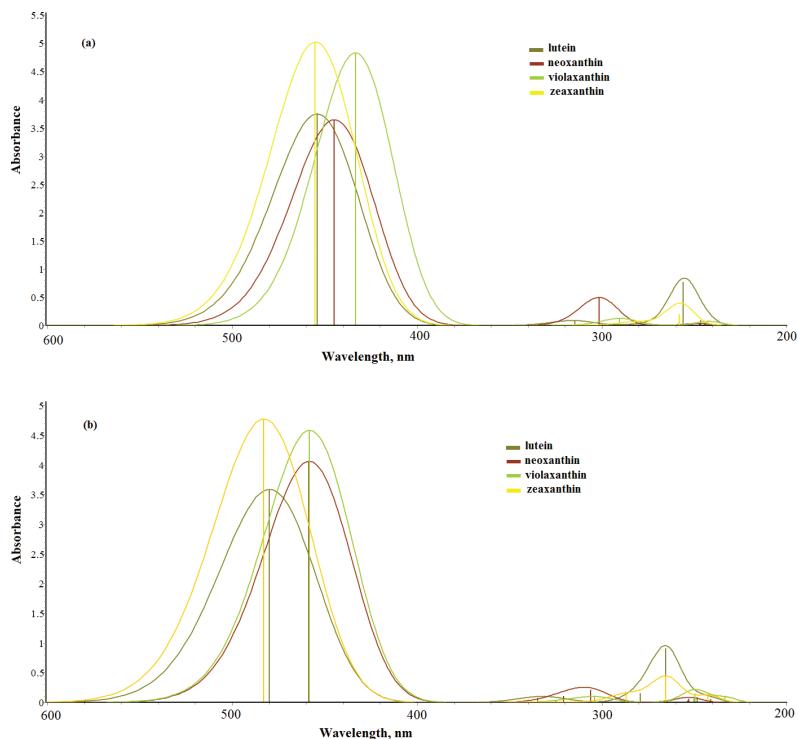 5.5
(a)
5
lutein
neoxanthin
4.5
violaxanthin
zeaxanthin
4
3.5
Absorbance
3
2.5
2
1.5
1
0.5
0
600
500
400
300
200
Wavelength, nm
5
(b)
4.5
lutein
neoxanthin
4
violaxanthin
zeaxanthin
3.5
3
Absorbance
2.5
2
1.5
1
0.5
0
600
500
400
300
200
Wavelength, nm